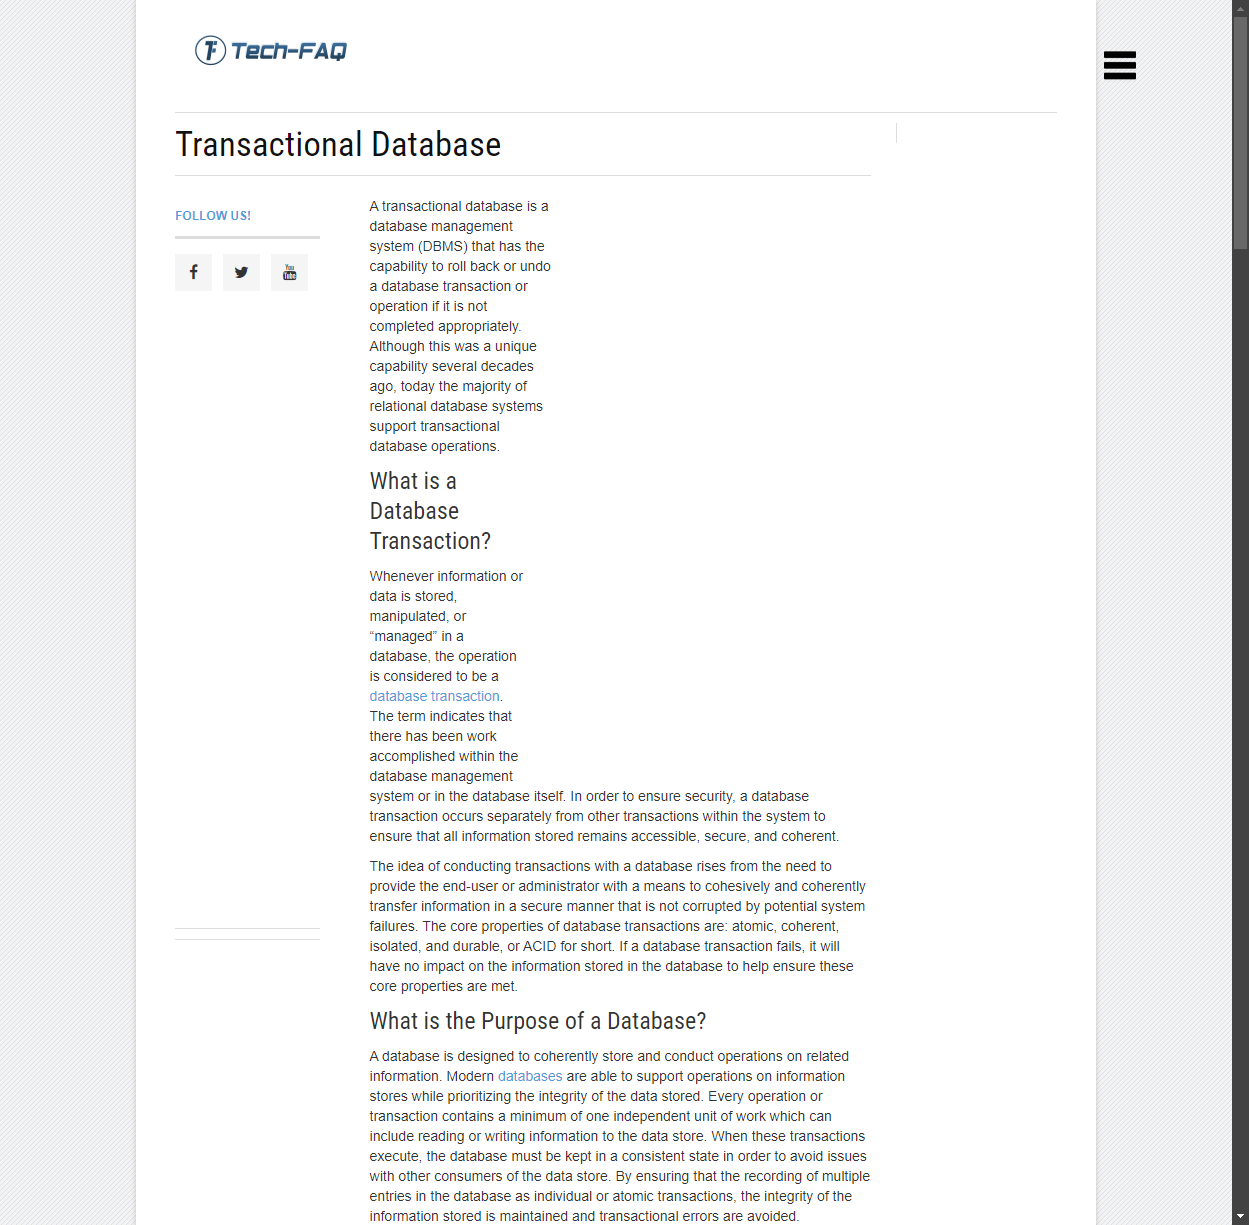 Tech-FAQ
Transactional Database
FOLLOW US!
You
Tube
A transactional database is a
database management
system (DBMS) that has the
capability to roll back or undo
a database transaction or
operation if it is not
completed appropriately.
Although this was a unique
capability several decades
ago, today the majority of
relational database systems
support transactional
database operations.
What is a
Database
Transaction?
Whenever information or
data is stored,
manipulated, or
“managed” in a
database, the operation
is considered to be a
database transaction.
The term indicates that
there has been work
accomplished within the
database management
system or in the database itself. In order to ensure security, a database
transaction occurs separately from other transactions within the system to
ensure that all information stored remains accessible, secure, and coherent.
The idea of conducting transactions with a database rises from the need to
provide the end-user or administrator with a means to cohesively and coherently
transfer information in a secure manner that is not corrupted by potential system
failures. The core properties of database transactions are: atomic, coherent,
isolated, and durable, or ACID for short. If a database transaction fails, it will
have no impact on the information stored in the database to help ensure these
core properties are met.
What is the Purpose of a Database?
A database is designed to coherently store and conduct operations on related
information. Modern databases are able to support operations on information
stores while prioritizing the integrity of the data stored. Every operation or
transaction contains a minimum of one independent unit of work which can
include reading or writing information to the data store. When these transactions
execute, the database must be kept in a consistent state in order to avoid issues
with other consumers of the data store. By ensuring that the recording of multiple
entries in the database as individual or atomic transactions, the integrity of the
information stored is maintained and transactional errors are avoided.